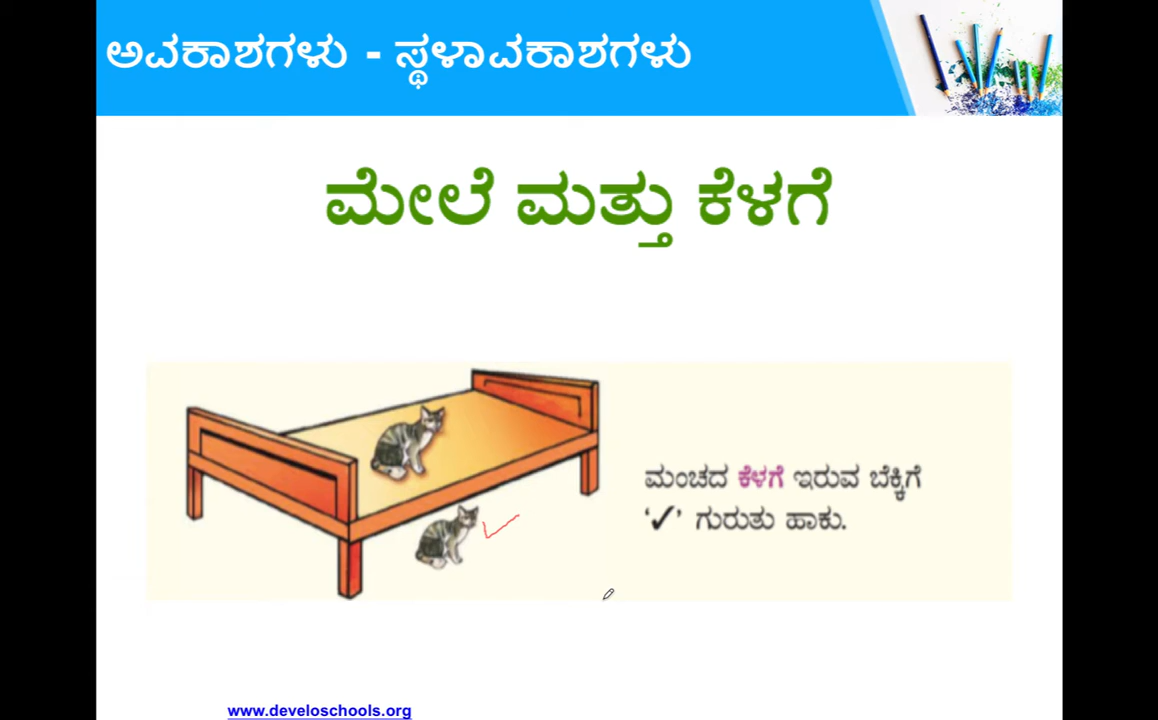 ಅವಕಾಶಗಳು - ಸ್ಥಳಾವಕಾಶಗಳು
ಮೇಲೆ ಮತ್ತು ಕೆಳಗೆ
ಮಂಚದ ಕೆಳಗೆ ಇರುವ ಬೆಕ್ಕಿಗೆ
‘✓’ ಗುರುತು ಹಾಕು.
www.develoschools.org